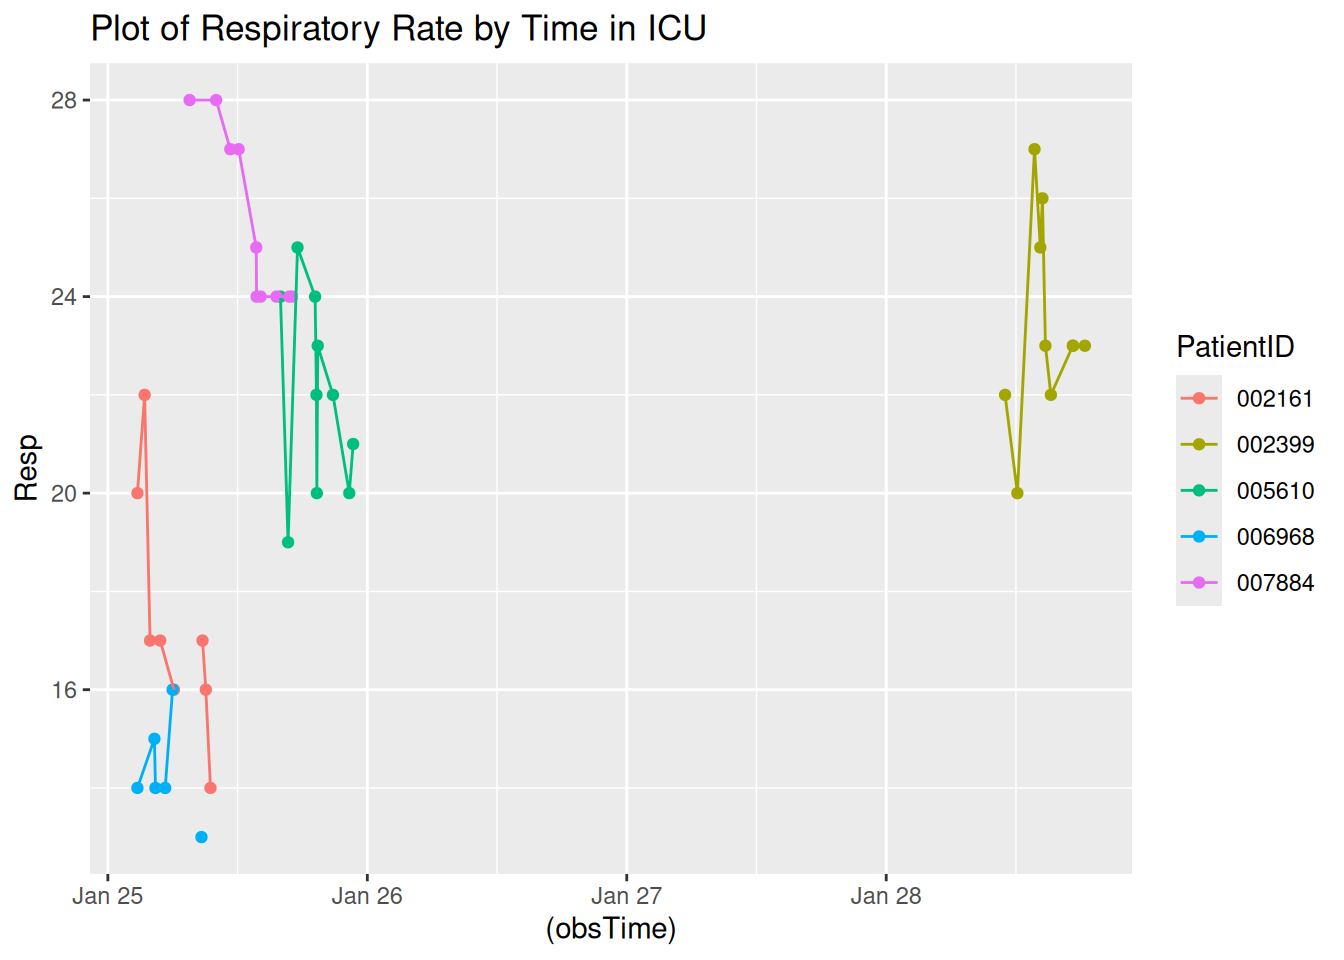 Plot of Respiratory Rate by Time in ICU
28
24
20
16
Resp
Jan 25 Jan 26 Jan 27 Jan 28
(obsTime)
PatientID
002161
002399
005610
006968
007884